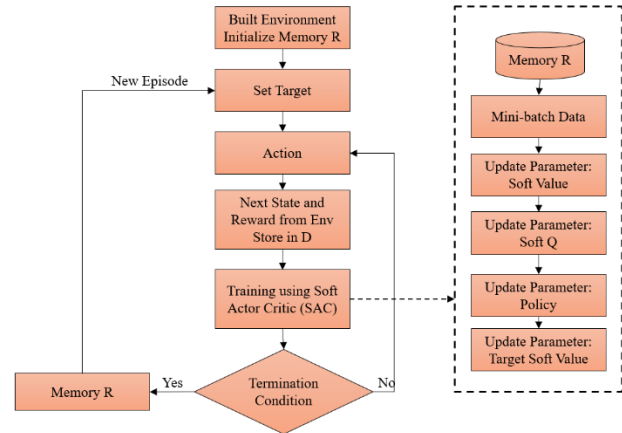 Built Environment
Initialize Memory R
New Episode
Set Target
Action
Next State and
Reward from Env
Store in D
Training using Soft
Actor Critic (SAC)
Termination
Condition
Yes
No
Memory R
Memory R
Mini-batch Data
Update Parameter:
Soft Value
Update Parameter:
Soft Q
Update Parameter:
Policy
Update Parameter:
Target Soft Value